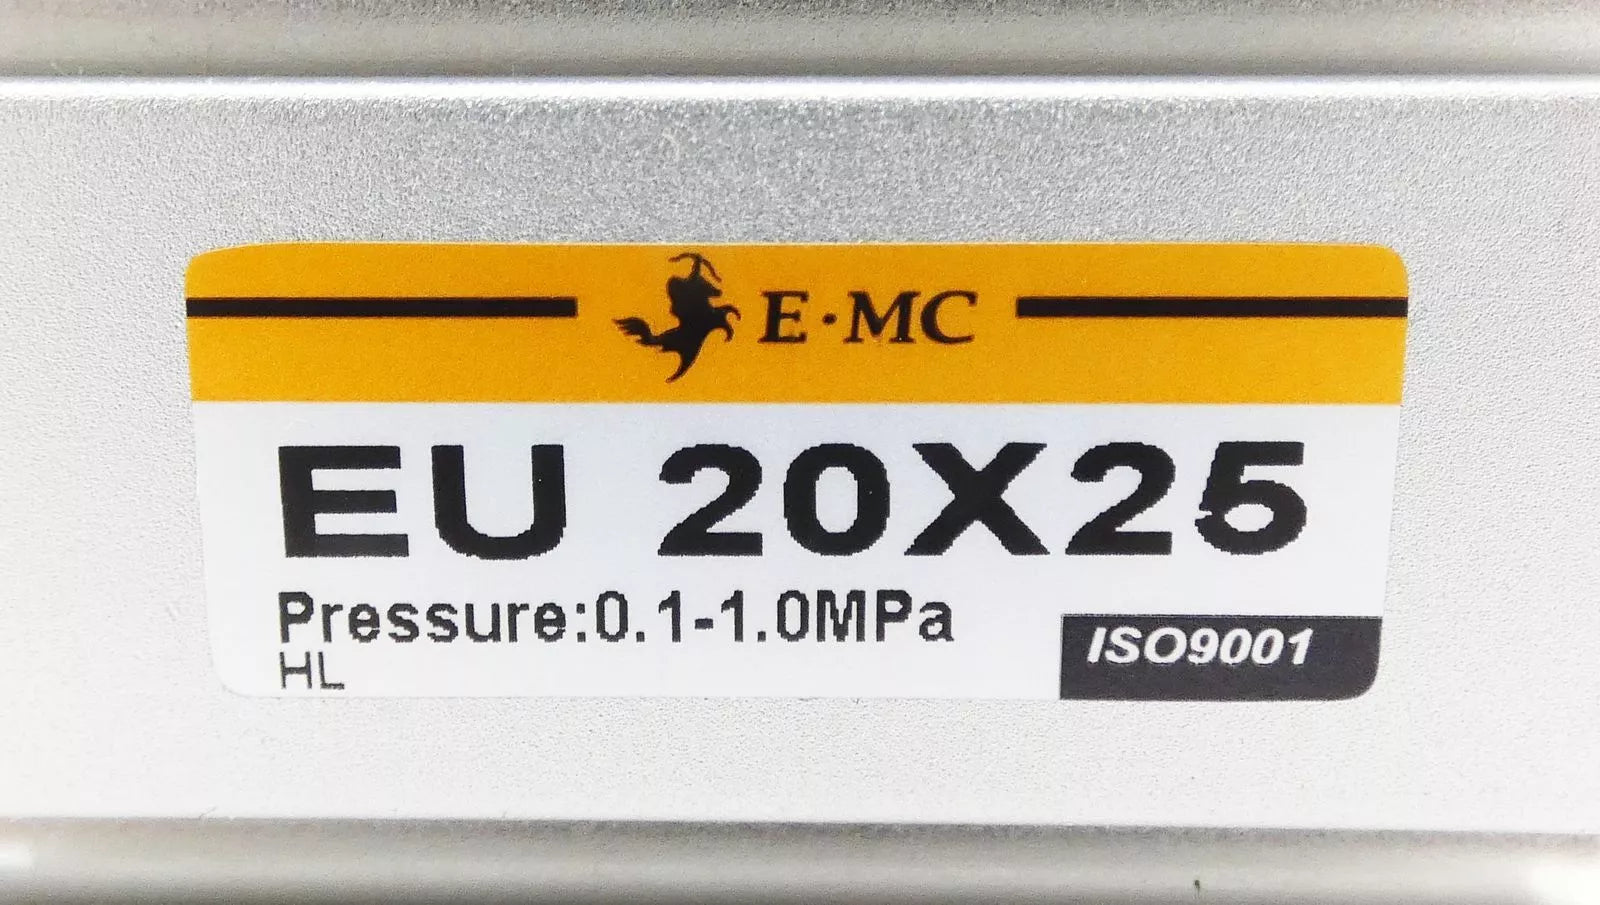 E·MC
EU 20X25
Pressure:0.1-1.0MPa
HL
ISO9001